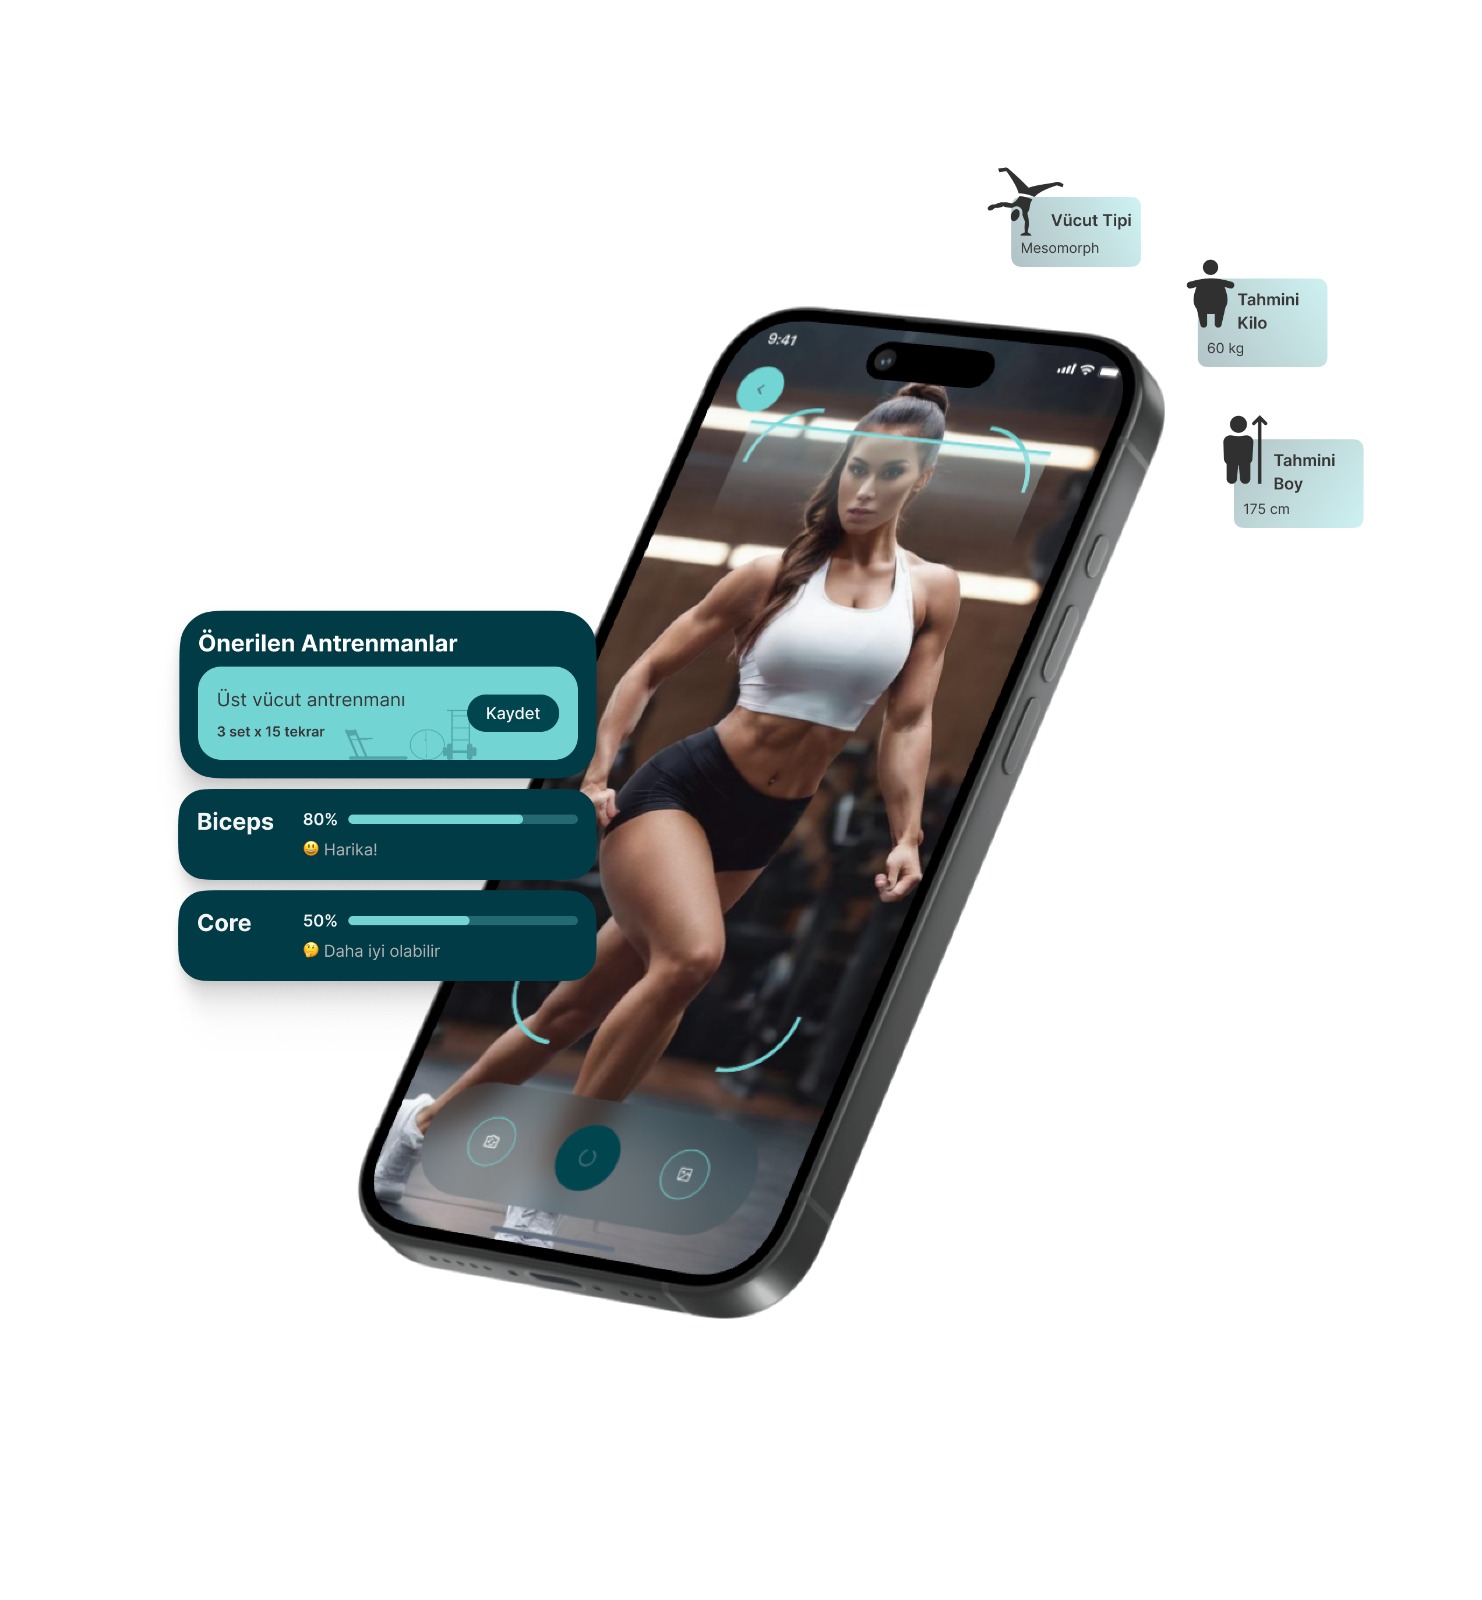 Vücut Tipi
Mesomorph
Tahmini
Kilo
60 kg
9:41
Tahmini
Boy
175 cm
Önerilen Antrenmanlar
Üst vücut antrenmanı
3 set x 15 tekrar
Kaydet
Biceps
80%
😃 Harika!
Core
50%
🤔 Daha iyi olabilir